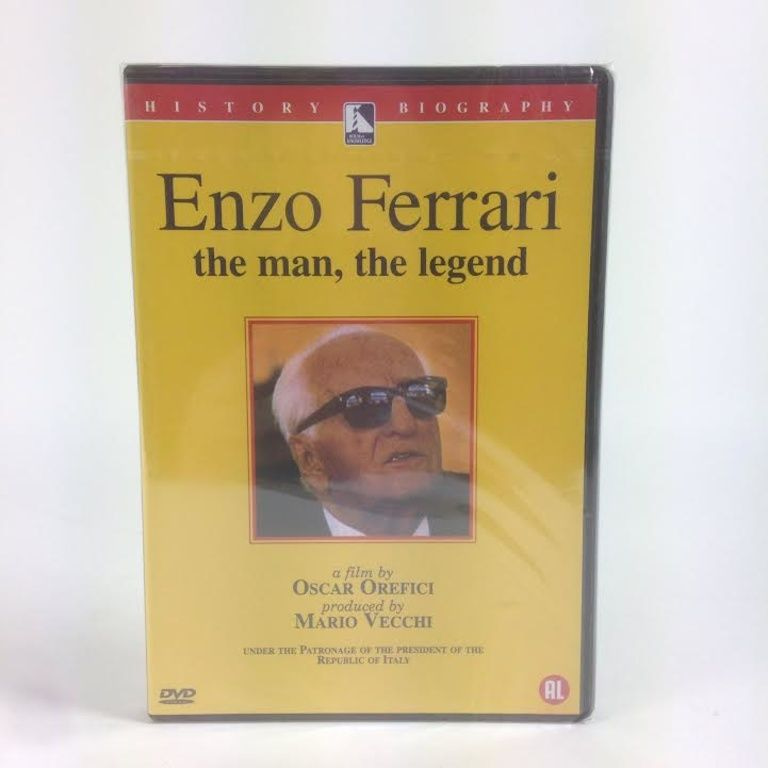 HISTORY BIOGRAPHY
Enzo Ferrari
the man, the legend
a film by
OSCAR OREFICI
produced by
MARIO VECCHI
UNDER THE PATRONAGE OF THE PRESIDENT OF THE
REPUBLIC OF ITALY
DVD
AL